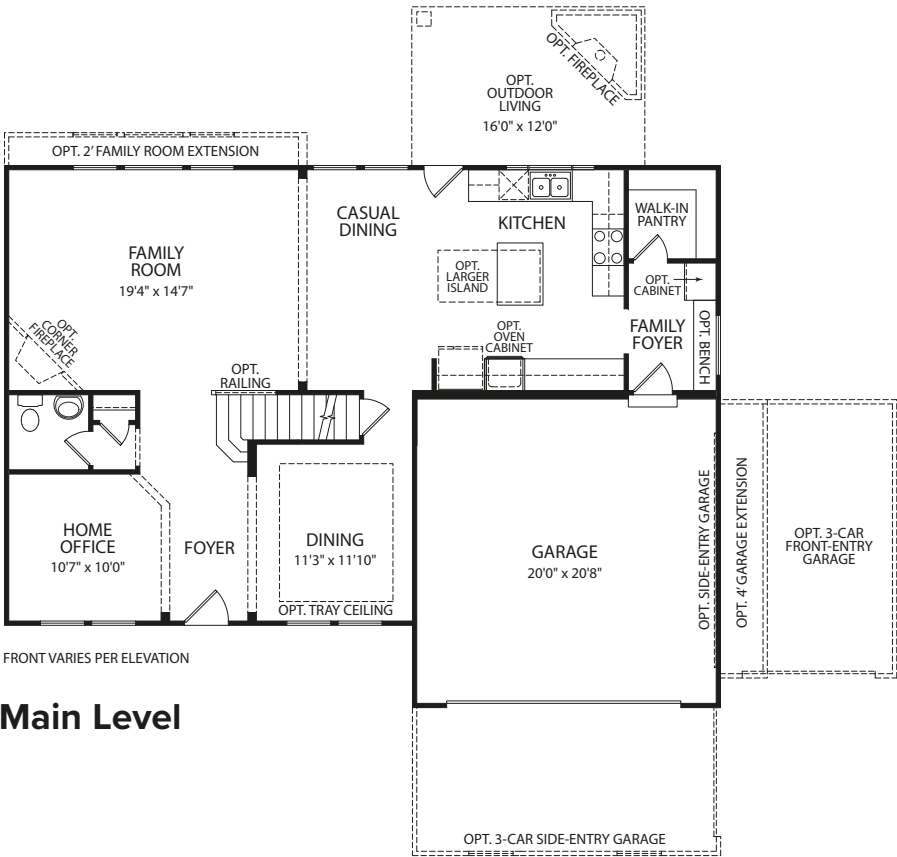 OPT. FIREPLACE
OPT.
OUTDOOR
LIVING
16'0" x 12'0"
OPT. 2' FAMILY ROOM EXTENSION
FAMILY
ROOM
19'4" x 14'7"
CASUAL
DINING
KITCHEN
WALK-IN
PANTRY
OPT.
LARGER
ISLAND
OPT.
CABINET
FAMILY
FOYER
OPT. BENCH
OPT.
OVEN
CABINET
OPT.
CORNER
FIREPLACE
OPT.
RAILING
HOME
OFFICE
10'7" x 10'0"
FOYER
DINING
11'3" x 11'10"
OPT. TRAY CEILING
GARAGE
20'0" x 20'8"
OPT. SIDE-ENTRY GARAGE
OPT. 4' GARAGE EXTENSION
OPT. 3-CAR
FRONT-ENTRY
GARAGE
FRONT VARIES PER ELEVATION
Main Level
OPT. 3-CAR SIDE-ENTRY GARAGE